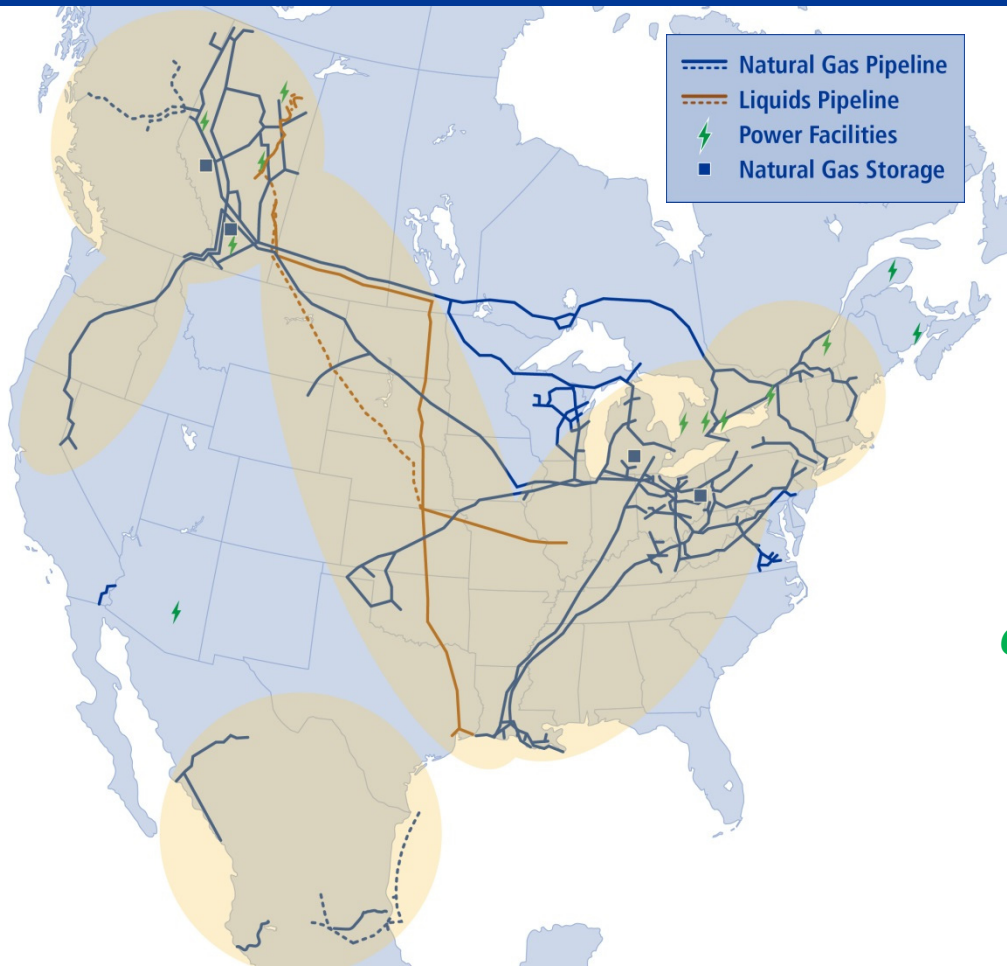 Natural Gas Pipeline
Liquids Pipeline
Power Facilities
Natural Gas Storage